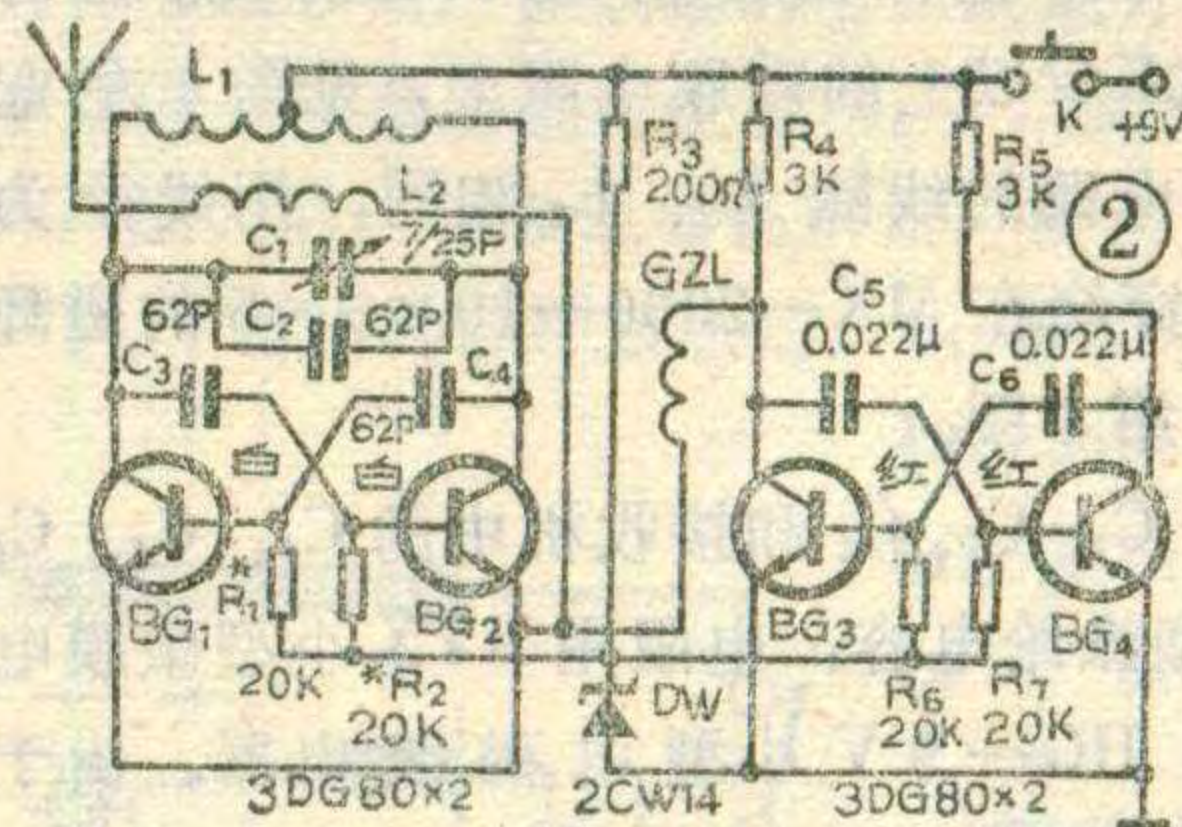 L₁
L₂
C₁ 7/25P
62P C₂ 62P
C₃ C₄
62P
白 白
BG₁ *R₁ BG₂
20K *R₂
20K
3DG80×2
R₃
200Ω
R₄
3K
R₅
3K
K +9V
②
GZL
C₅
0.022μ 0.022μ
C₆
红 红
BG₃ BG₄
DW
2CW14
R₆ R₇
20K 20K
3DG80×2